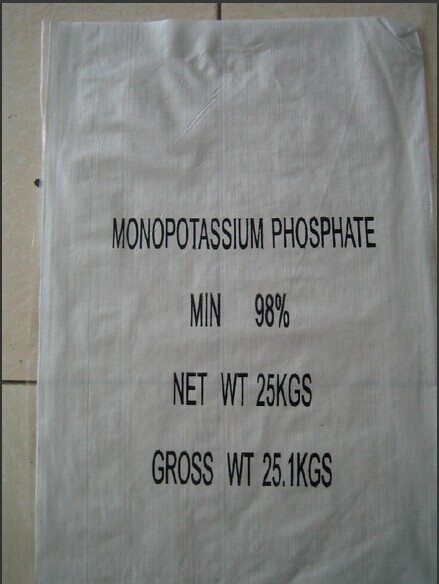 MONOPOTASSIUM PHOSPHATE
MIN 98%
NET WT 25KGS
GROSS WT 25.1KGS